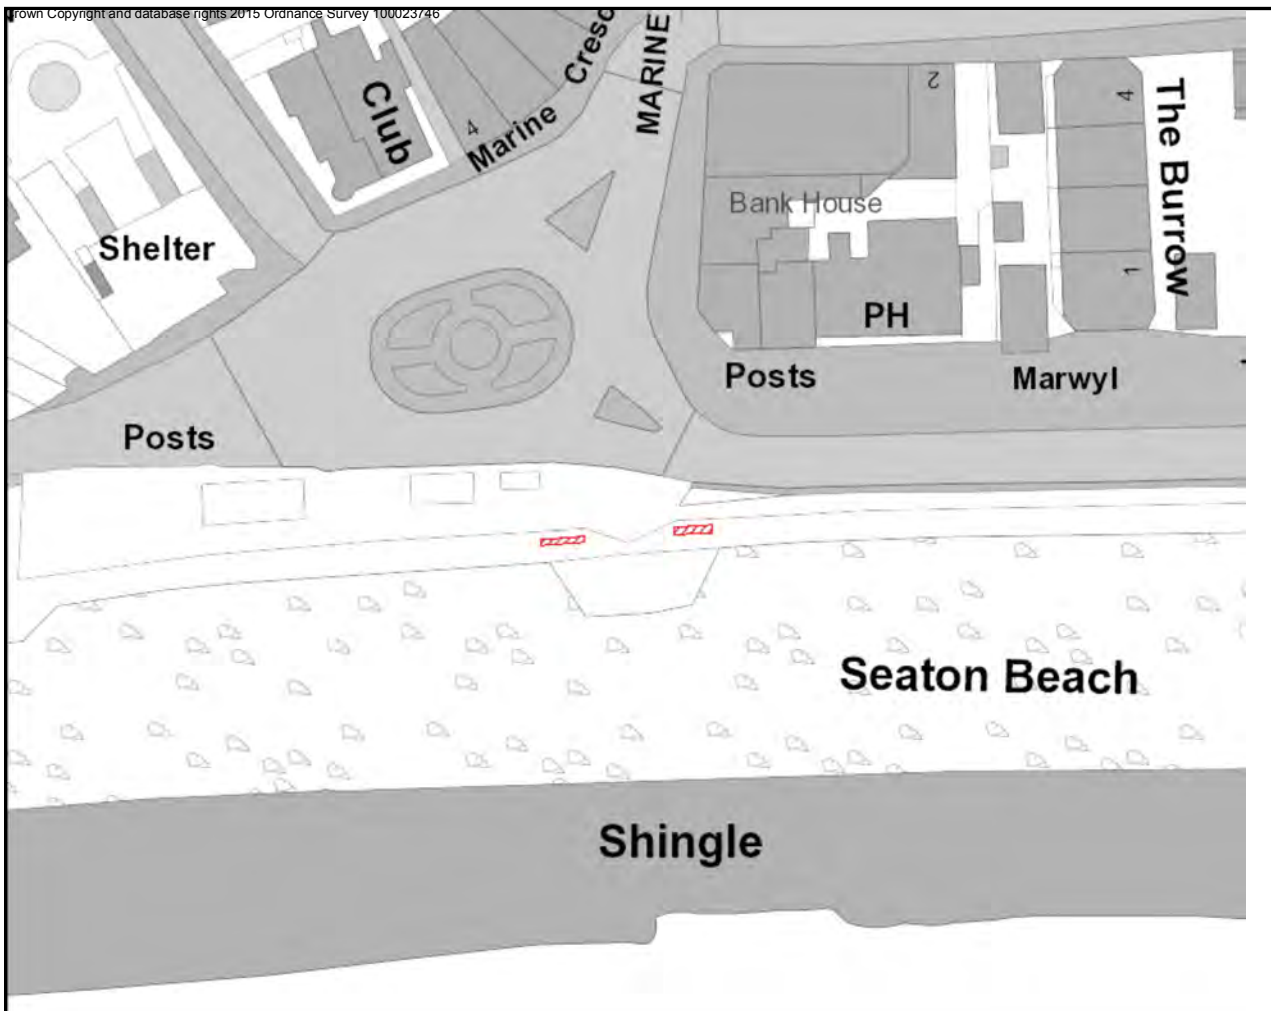 rown Copyright and database rights 2015 Ordnance Survey 100023746
Cresc
MARINE
Club
4
Marine
2
4
The Burrow
Bank House
Shelter
1
PH
Posts
Marwyl
Posts
Seaton Beach
Shingle